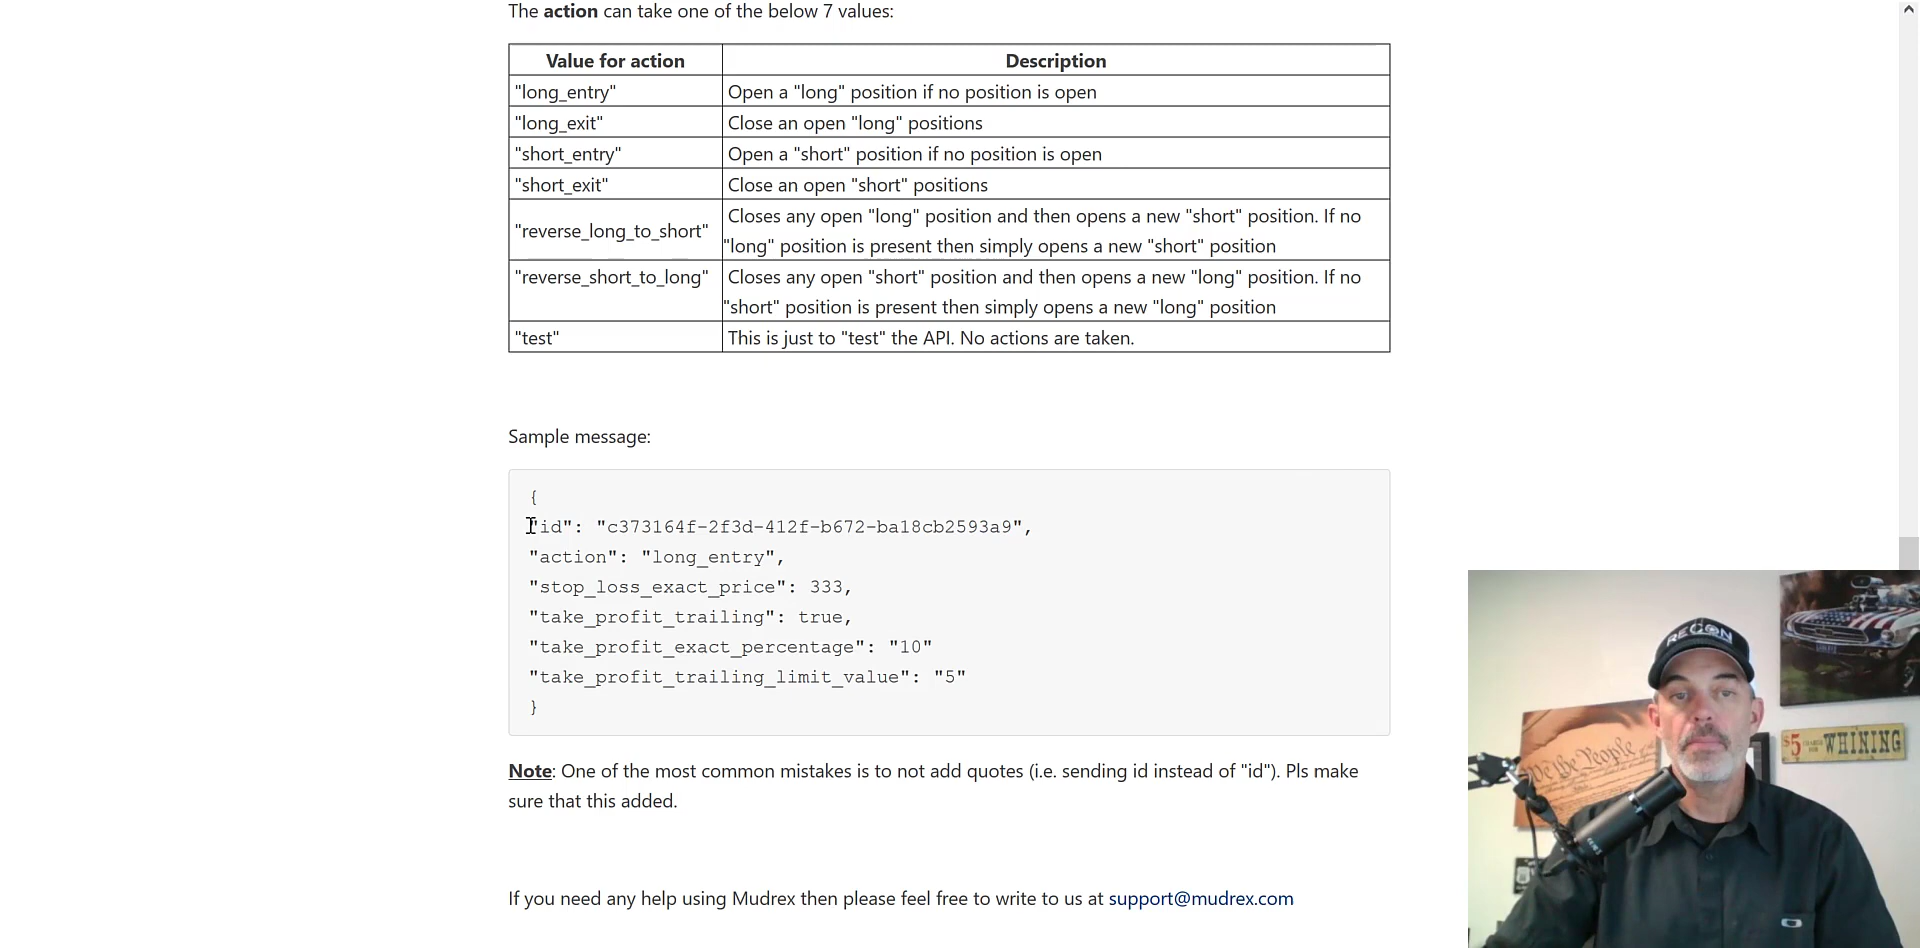 The action can take one of the below 7 values:
Value for action Description
"long_entry" Open a "long" position if no position is open
"long_exit" Close an open "long" positions
"short_entry" Open a "short" position if no position is open
"short_exit" Close an open "short" positions
"reverse_long_to_short" Closes any open "long" position and then opens a new "short" position. If no
"long" position is present then simply opens a new "short" position
"reverse_short_to_long" Closes any open "short" position and then opens a new "long" position. If no
"short" position is present then simply opens a new "long" position
"test" This is just to "test" the API. No actions are taken.
Sample message:
{
"id": "c373164f-2f3d-412f-b672-ba18cb2593a9",
"action": "long_entry",
"stop_loss_exact_price": 333,
"take_profit_trailing": true,
"take_profit_exact_percentage": "10"
"take_profit_trailing_limit_value": "5"
}
Note: One of the most common mistakes is to not add quotes (i.e. sending id instead of "id"). Pls make
sure that this added.
If you need any help using Mudrex then please feel free to write to us at support@mudrex.com
RECON
We the People
$5 CHARGE FOR WHINING